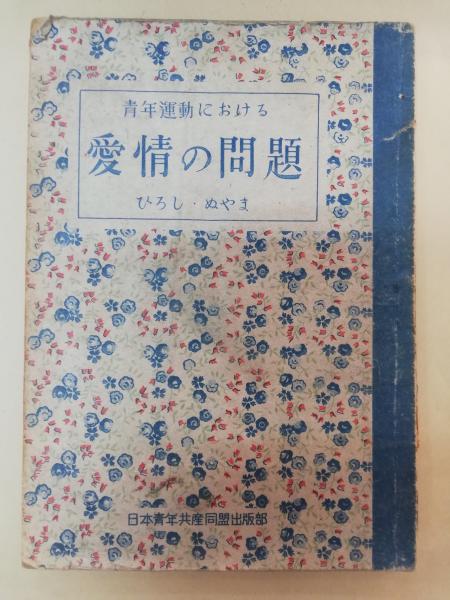 青年運動における
愛情の問題
ひろし・ぬやま
日本青年共産同盟出版部